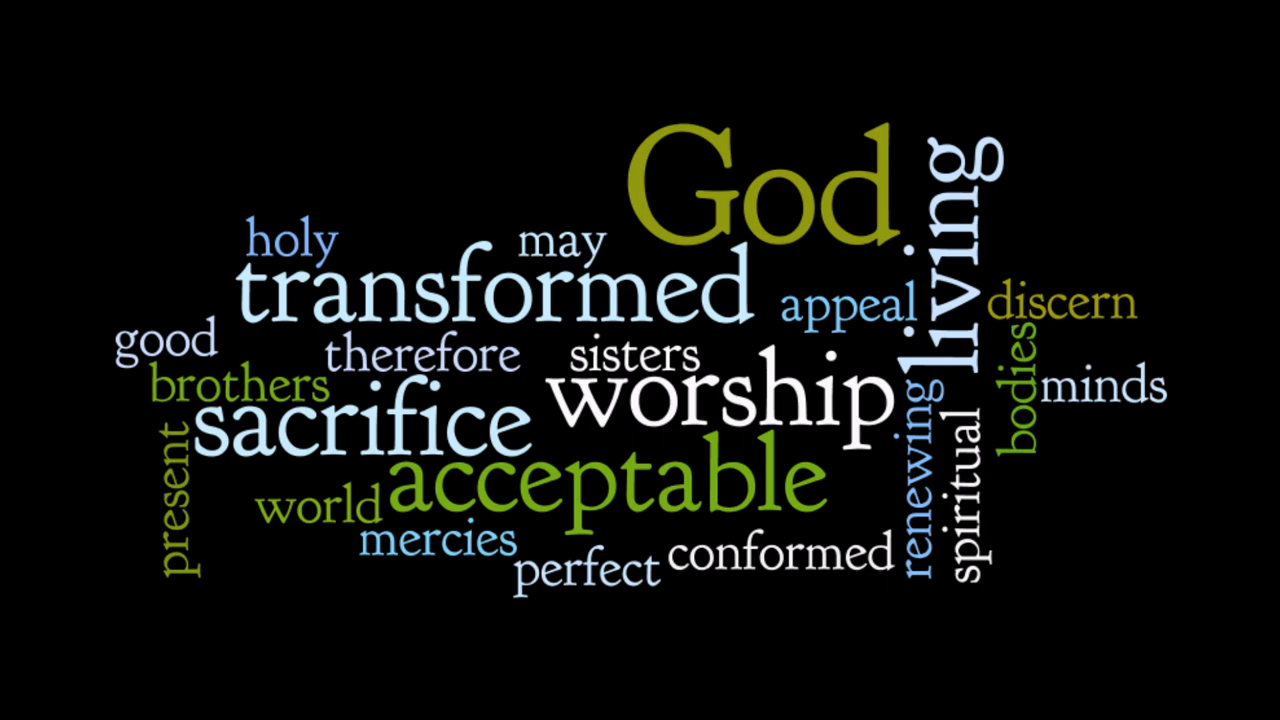 God
living
holy
may
transformed
appeal
discern
good
therefore
sisters
brothers
worship
bodies
minds
sacrifice
renewing
spiritual
present
acceptable
world
mercies
perfect
conformed